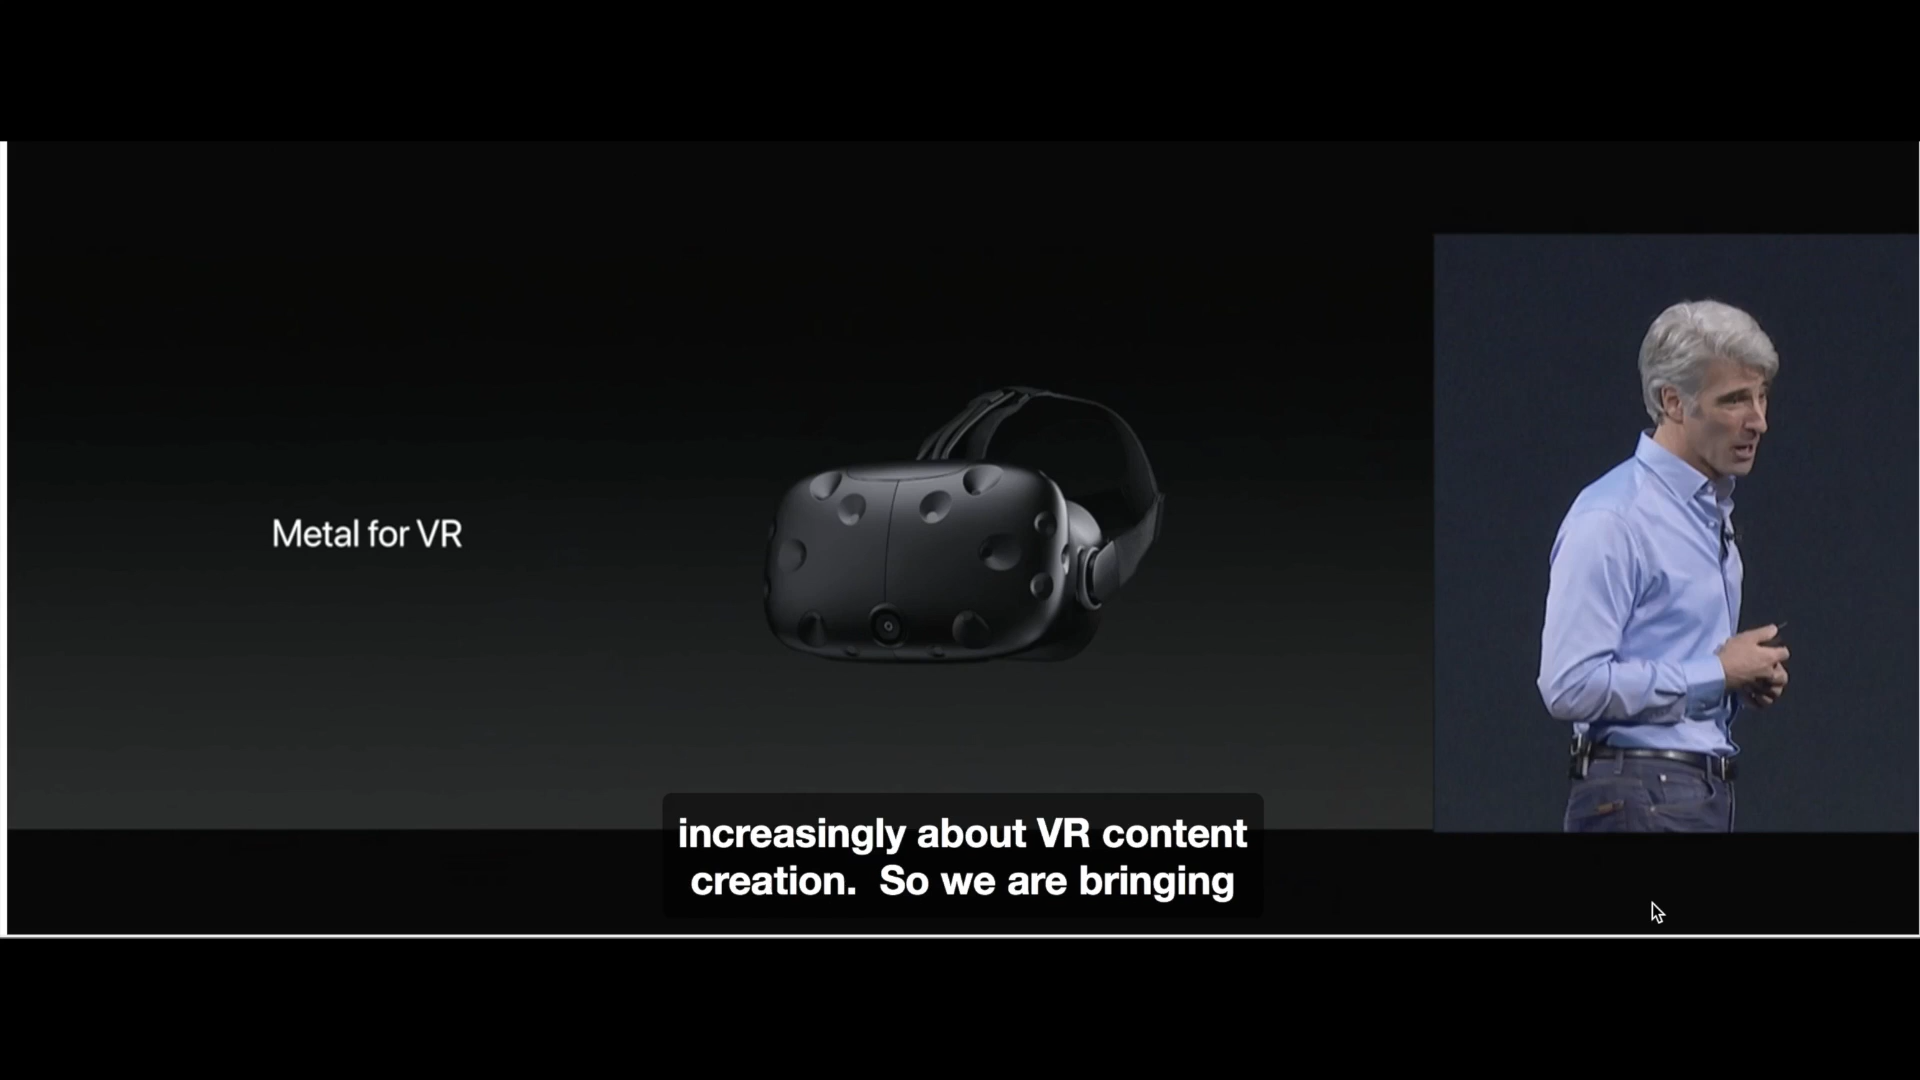 Metal for VR
increasingly about VR content
creation.  So we are bringing